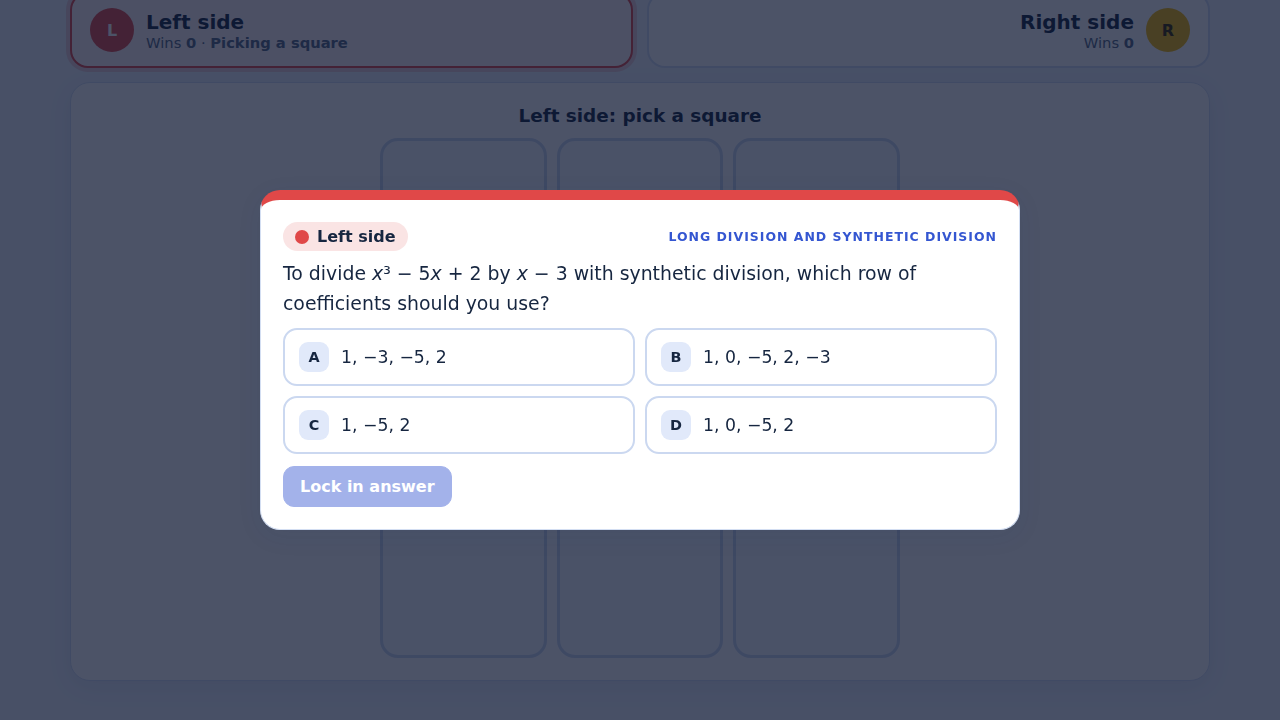 L
Left side
Wins 0 · Picking a square
Right side
Wins 0
R
Left side: pick a square
Left side
LONG DIVISION AND SYNTHETIC DIVISION
To divide x³ − 5x + 2 by x − 3 with synthetic division, which row of
coefficients should you use?
A 1, −3, −5, 2
B 1, 0, −5, 2, −3
C 1, −5, 2
D 1, 0, −5, 2
Lock in answer